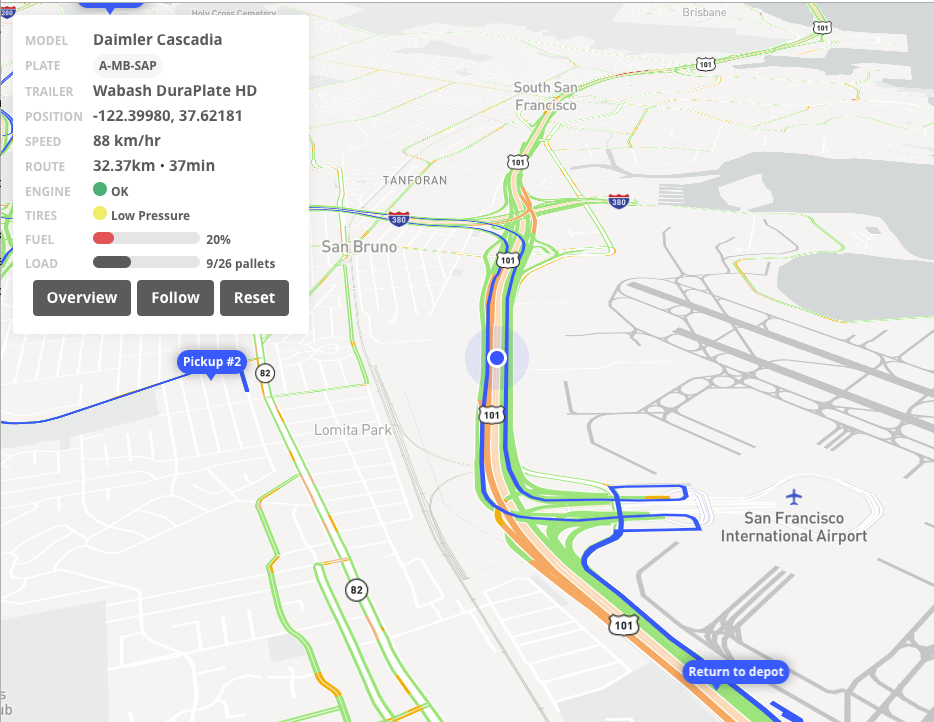 280
Holy Cross Cemetery
Brisbane
101
101
MODEL Daimler Cascadia
PLATE A-MB-SAP
TRAILER Wabash DuraPlate HD
POSITION -122.39980, 37.62181
SPEED 88 km/hr
ROUTE 32.37km • 37min
ENGINE OK
TIRES Low Pressure
FUEL 20%
LOAD 9/26 pallets
Overview Follow Reset
South San
Francisco
101
TANFORAN
380
380
San Bruno
101
Pickup #2
82
101
Lomita Park
San Francisco
International Airport
82
101
Return to depot
s
ub